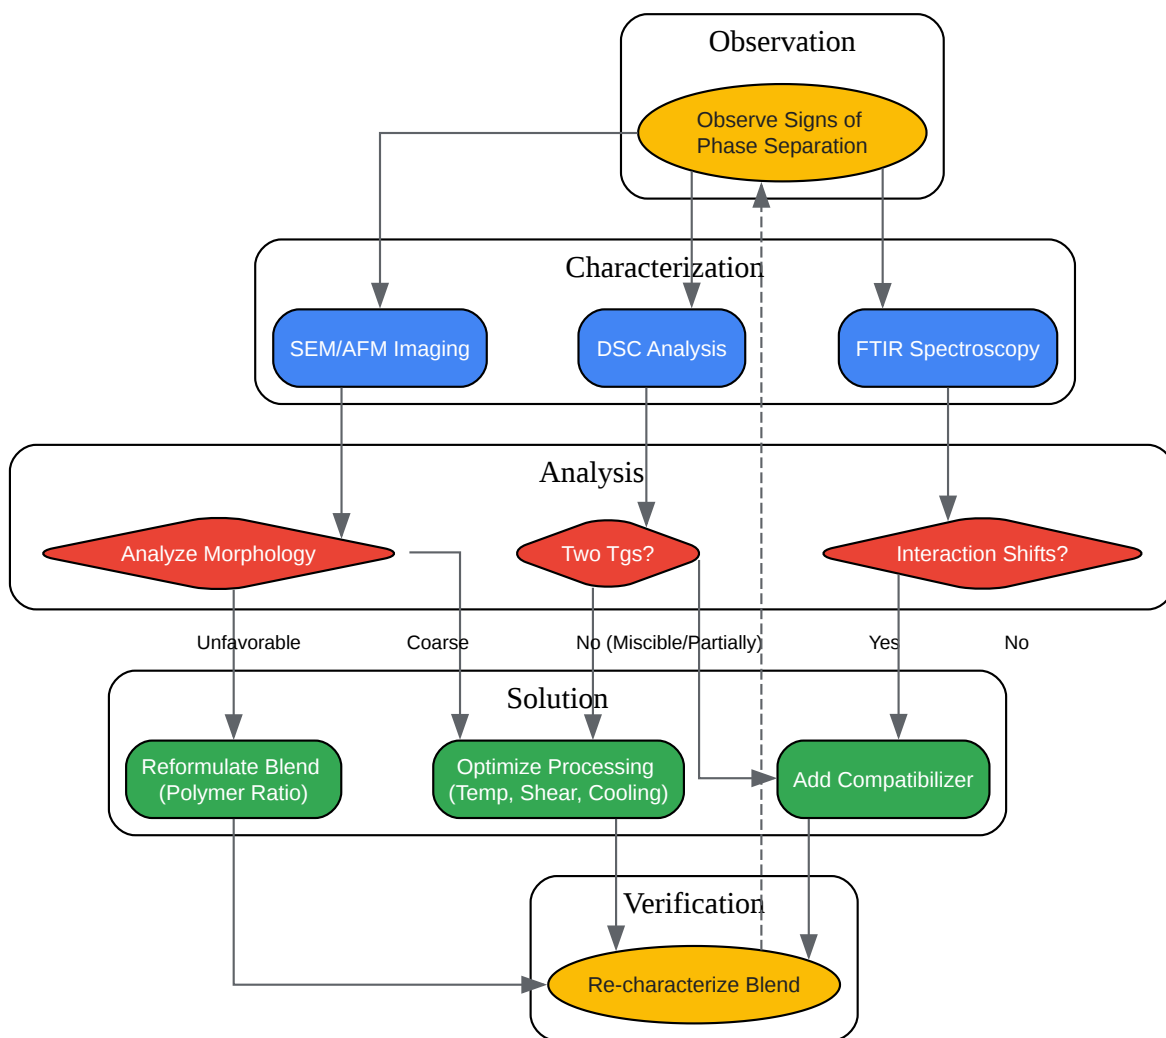 Observation
Observe Signs of
Phase Separation
Characterization
SEM/AFM Imaging
DSC Analysis
FTIR Spectroscopy
Analysis
Analyze Morphology
Two Tgs?
Interaction Shifts?
Unfavorable
Coarse
No (Miscible/Partially)
Yes
No
Solution
Reformulate Blend
(Polymer Ratio)
Optimize Processing
(Temp, Shear, Cooling)
Add Compatibilizer
Verification
Re-characterize Blend